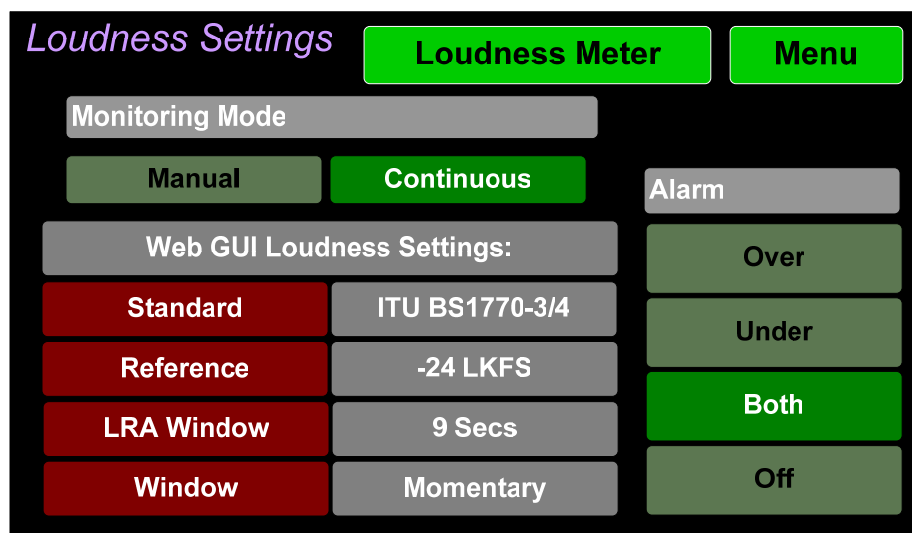 Loudness Settings
Loudness Meter
Menu
Monitoring Mode
Manual
Continuous
Alarm
Web GUI Loudness Settings:
Over
Standard
ITU BS1770-3/4
Under
Reference
-24 LKFS
Both
LRA Window
9 Secs
Off
Window
Momentary